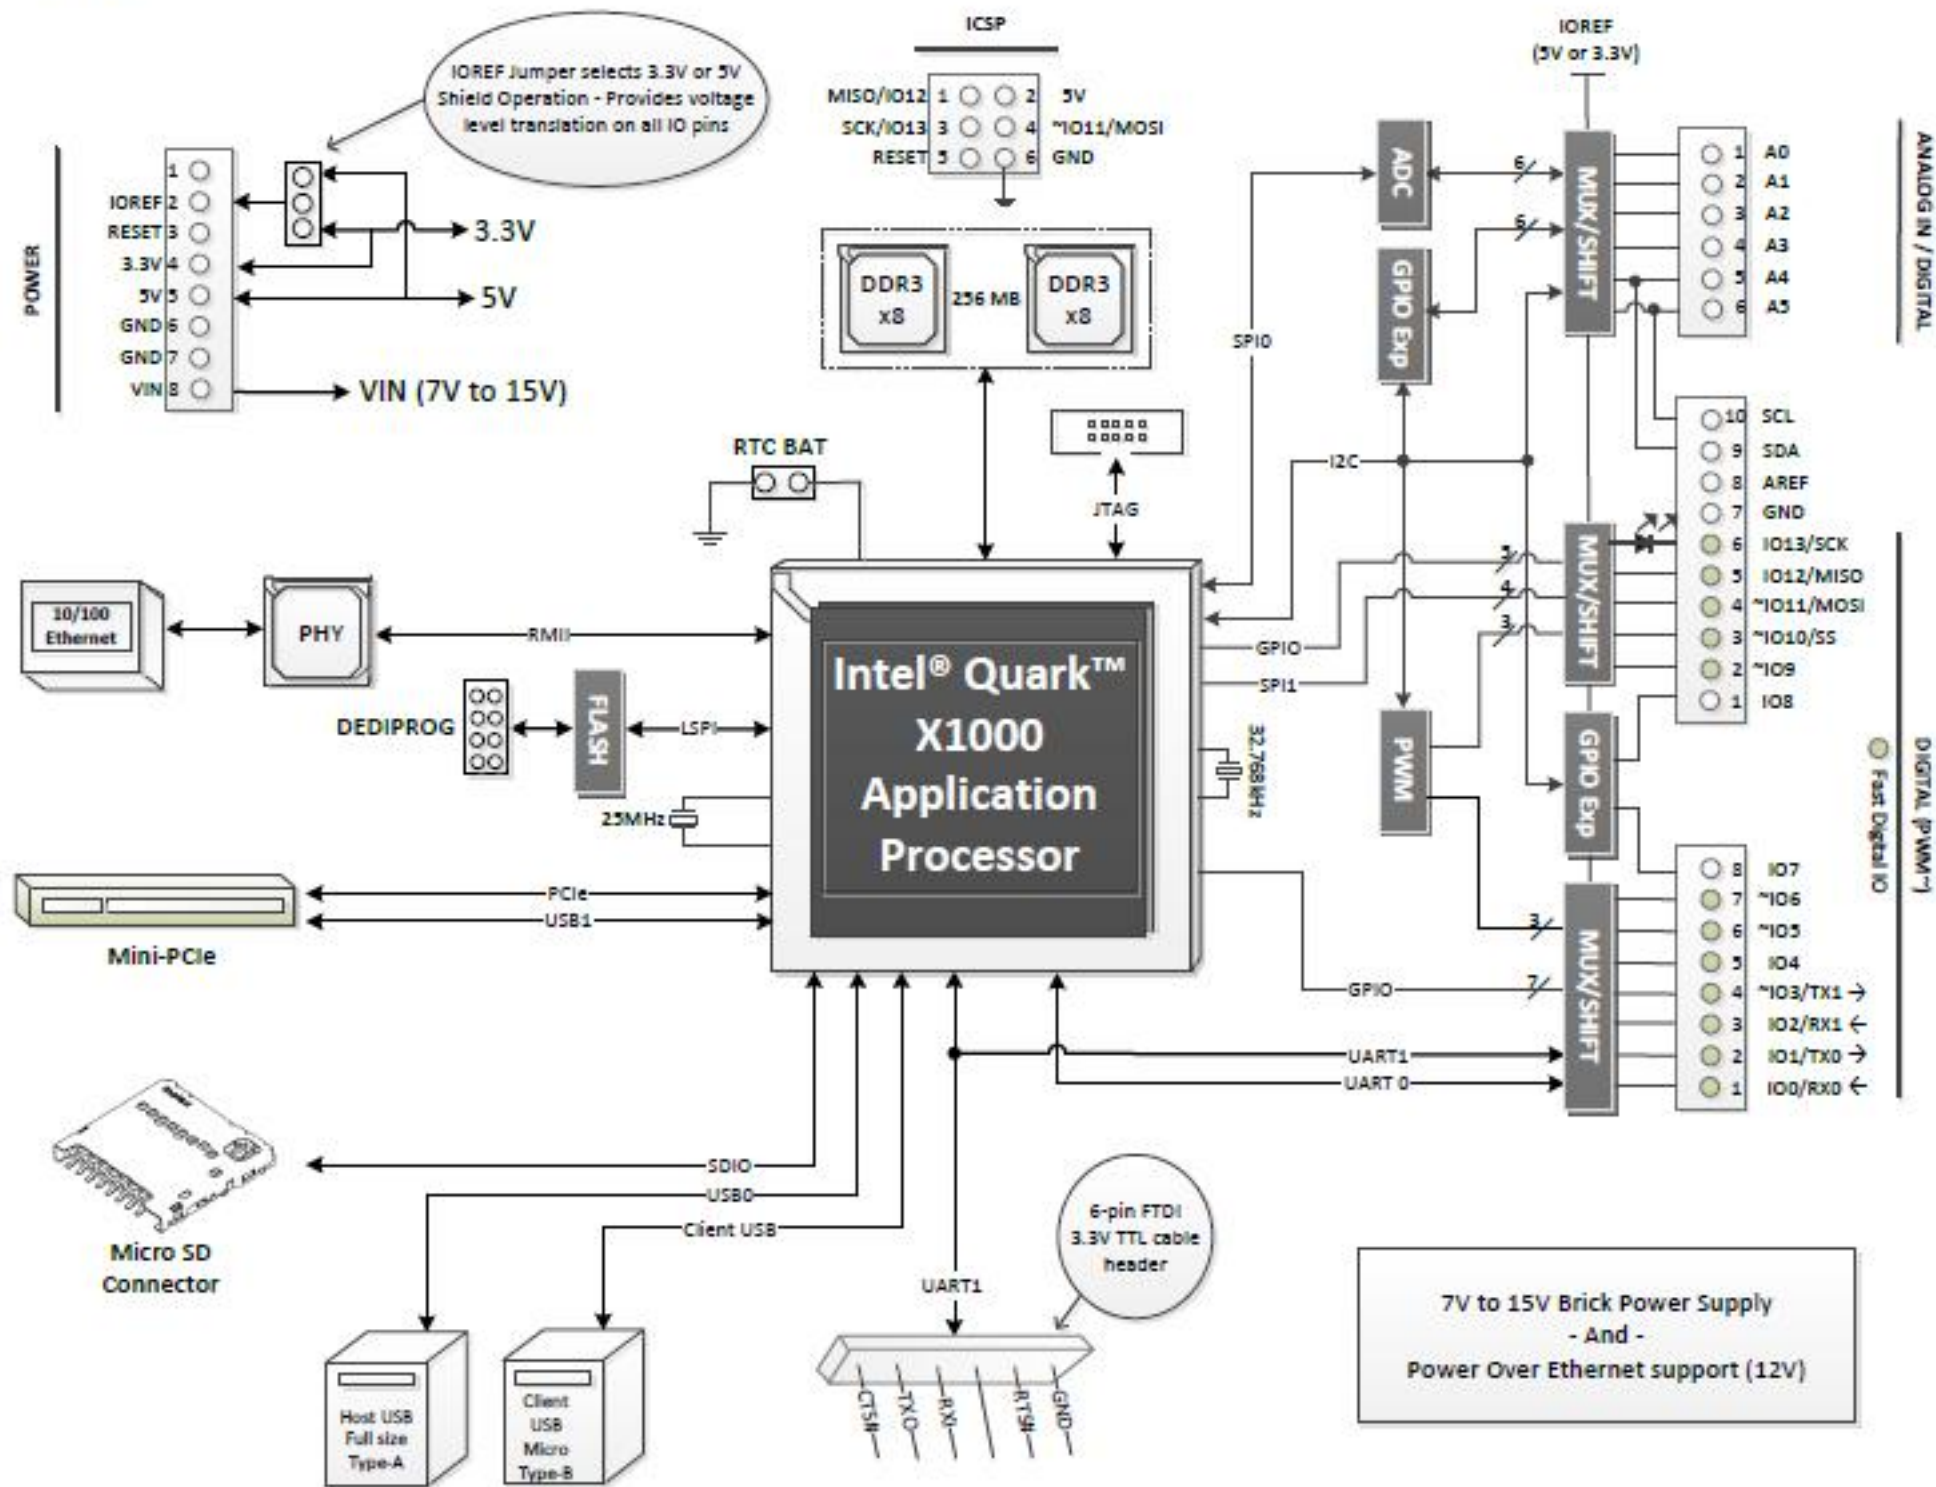 ICSP
IOREF
(5V or 3.3V)
IOREF Jumper selects 3.3V or 5V
Shield Operation - Provides voltage
level translation on all IO pins
MISO/IO12 1 2 5V
SCK/IO13 3 4 ~IO11/MOSI
RESET 5 6 GND
POWER
1
IOREF 2
RESET 3
3.3V 4
5V 5
GND 6
GND 7
VIN 8
3.3V
5V
VIN (7V to 15V)
DDR3
x8
256 MB
DDR3
x8
ADC
GPIO Exp
6
6
MUX/SHIFT
1 A0
2 A1
3 A2
4 A3
5 A4
6 A5
ANALOG IN / DIGITAL
SPI0
I2C
RTC BAT
JTAG
10 SCL
9 SDA
8 AREF
7 GND
6 IO13/SCK
5 IO12/MISO
4 ~IO11/MOSI
3 ~IO10/SS
2 ~IO9
1 IO8
5
4
3
MUX/SHIFT
GPIO
SPI1
10/100
Ethernet
PHY
RMII
DEDIPROG
FLASH
LSPI
25MHz
Intel® Quark™
X1000
Application
Processor
32.768kHz
PWM
GPIO Exp
DIGITAL (PWM~)
Fast Digital IO
PCIe
USB1
Mini-PCIe
8 IO7
7 ~IO6
6 ~IO5
5 IO4
4 ~IO3/TX1 →
3 IO2/RX1 ←
2 IO1/TX0 →
1 IO0/RX0 ←
3
7
MUX/SHIFT
GPIO
UART1
UART 0
SDIO
USB0
Client USB
Micro SD
Connector
UART1
6-pin FTDI
3.3V TTL cable
header
CTSN
TXO
RXI
RTSN
GND
Host USB
Full size
Type-A
Client
USB
Micro
Type-B
7V to 15V Brick Power Supply
- And -
Power Over Ethernet support (12V)